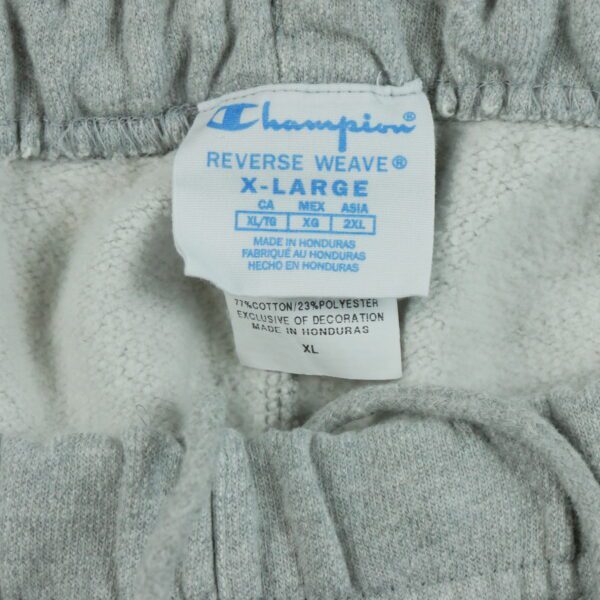 Champion®
REVERSE WEAVE®
X-LARGE
CA MEX ASIA
XL/TG XG 2XL
MADE IN HONDURAS
FABRIQUÉ AU HONDURAS
HECHO EN HONDURAS
77%COTTON/23%POLYESTER
EXCLUSIVE OF DECORATION
MADE IN HONDURAS
XL